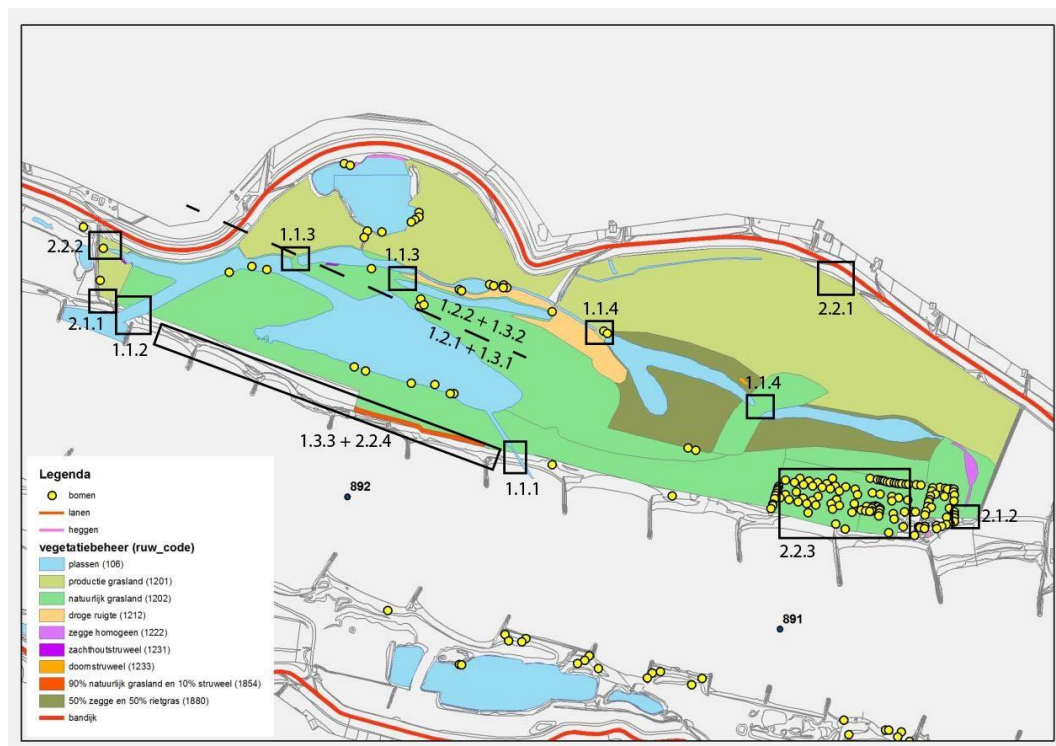 2.2.2
1.1.3
1.1.3
2.2.1
2.1.1
1.1.2
1.2.2 + 1.3.2
1.2.1 + 1.3.1
1.1.4
1.1.4
1.3.3 + 2.2.4
1.1.1
892
2.1.2
2.2.3
891
Legenda
bomen
lanen
heggen
vegetatiebeheer (ruw_code)
plassen (106)
productie grasland (1201)
natuurlijk grasland (1202)
droge ruigte (1212)
zegge homogeen (1222)
zachthoutstruweel (1231)
doornstruweel (1233)
90% natuurlijk grasland en 10% struweel (1854)
50% zegge en 50% rietgras (1880)
bandijk